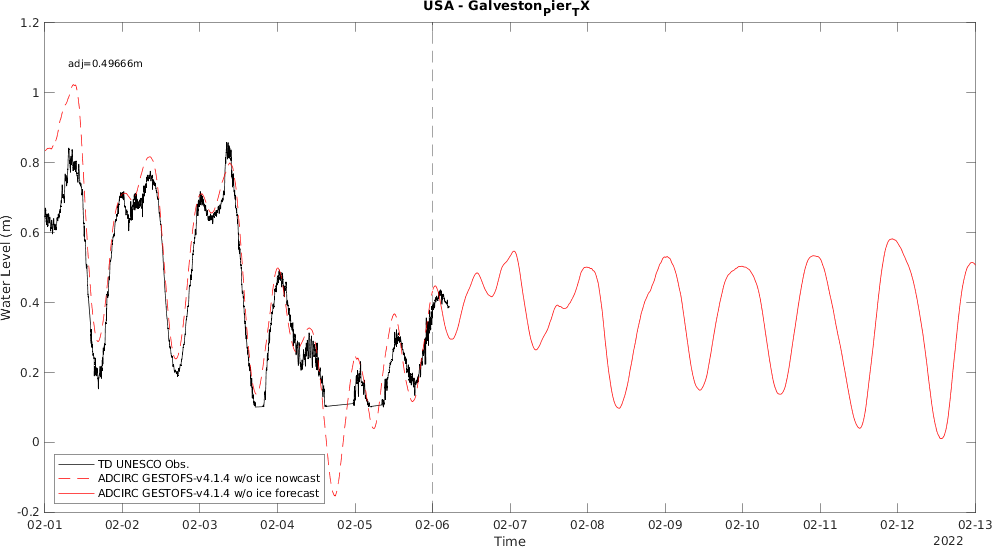 USA - Galveston_Pier_TX
adj=0.49666m
1.2
1
0.8
0.6
0.4
0.2
0
-0.2
Water Level (m)
TD UNESCO Obs.
ADCIRC GESTOFS-v4.1.4 w/o ice nowcast
ADCIRC GESTOFS-v4.1.4 w/o ice forecast
02-01 02-02 02-03 02-04 02-05 02-06 02-07 02-08 02-09 02-10 02-11 02-12 02-13
Time
2022